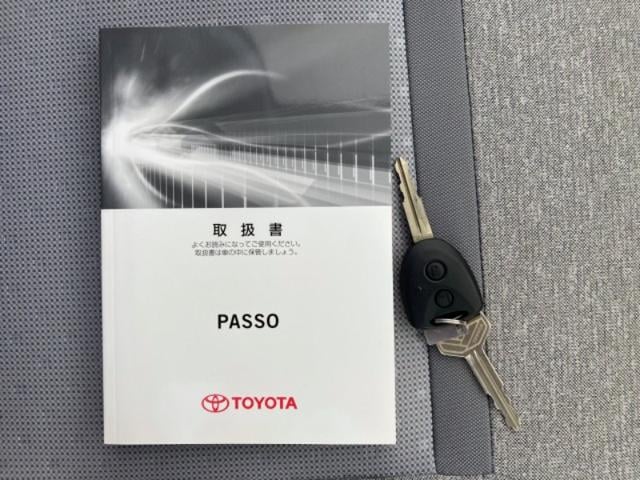 取扱書
よくお読みになってご使用ください。
取扱書は車の中に保管しましょう。
PASSO
TOYOTA